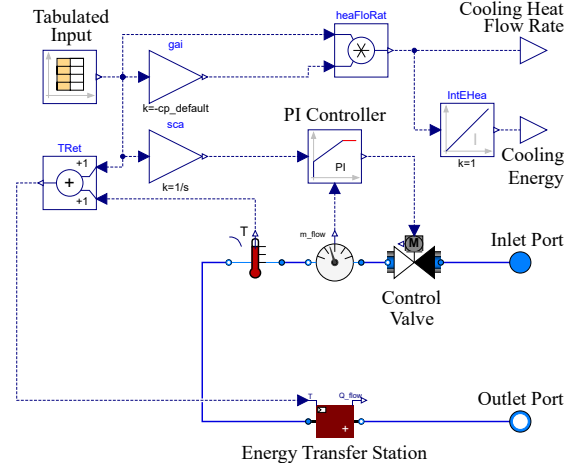 Tabulated
Input
gai
k=-cp_default
heaFloRat
Cooling Heat
Flow Rate
sca
k=1/s
PI Controller
PI
IntEHea
I
k=1
Cooling
Energy
TRet
+1
+
+1
T
m_flow
M
Inlet Port
Control
Valve
T
Q_flow
+
Outlet Port
Energy Transfer Station